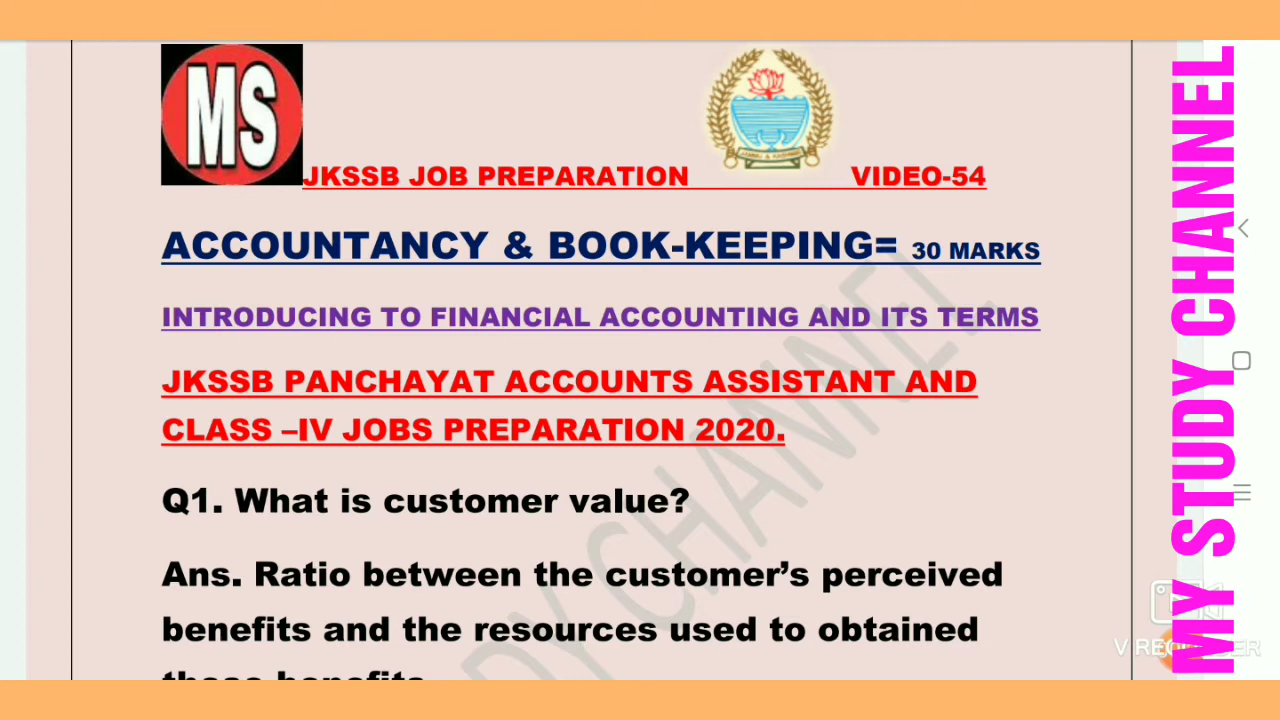 MS
JKSSB JOB PREPARATION VIDEO-54
ACCOUNTANCY & BOOK-KEEPING= 30 MARKS
INTRODUCING TO FINANCIAL ACCOUNTING AND ITS TERMS
JKSSB PANCHAYAT ACCOUNTS ASSISTANT AND
CLASS –IV JOBS PREPARATION 2020.
Q1. What is customer value?
Ans. Ratio between the customer’s perceived
benefits and the resources used to obtained
these benefits
MY STUDY CHANNEL